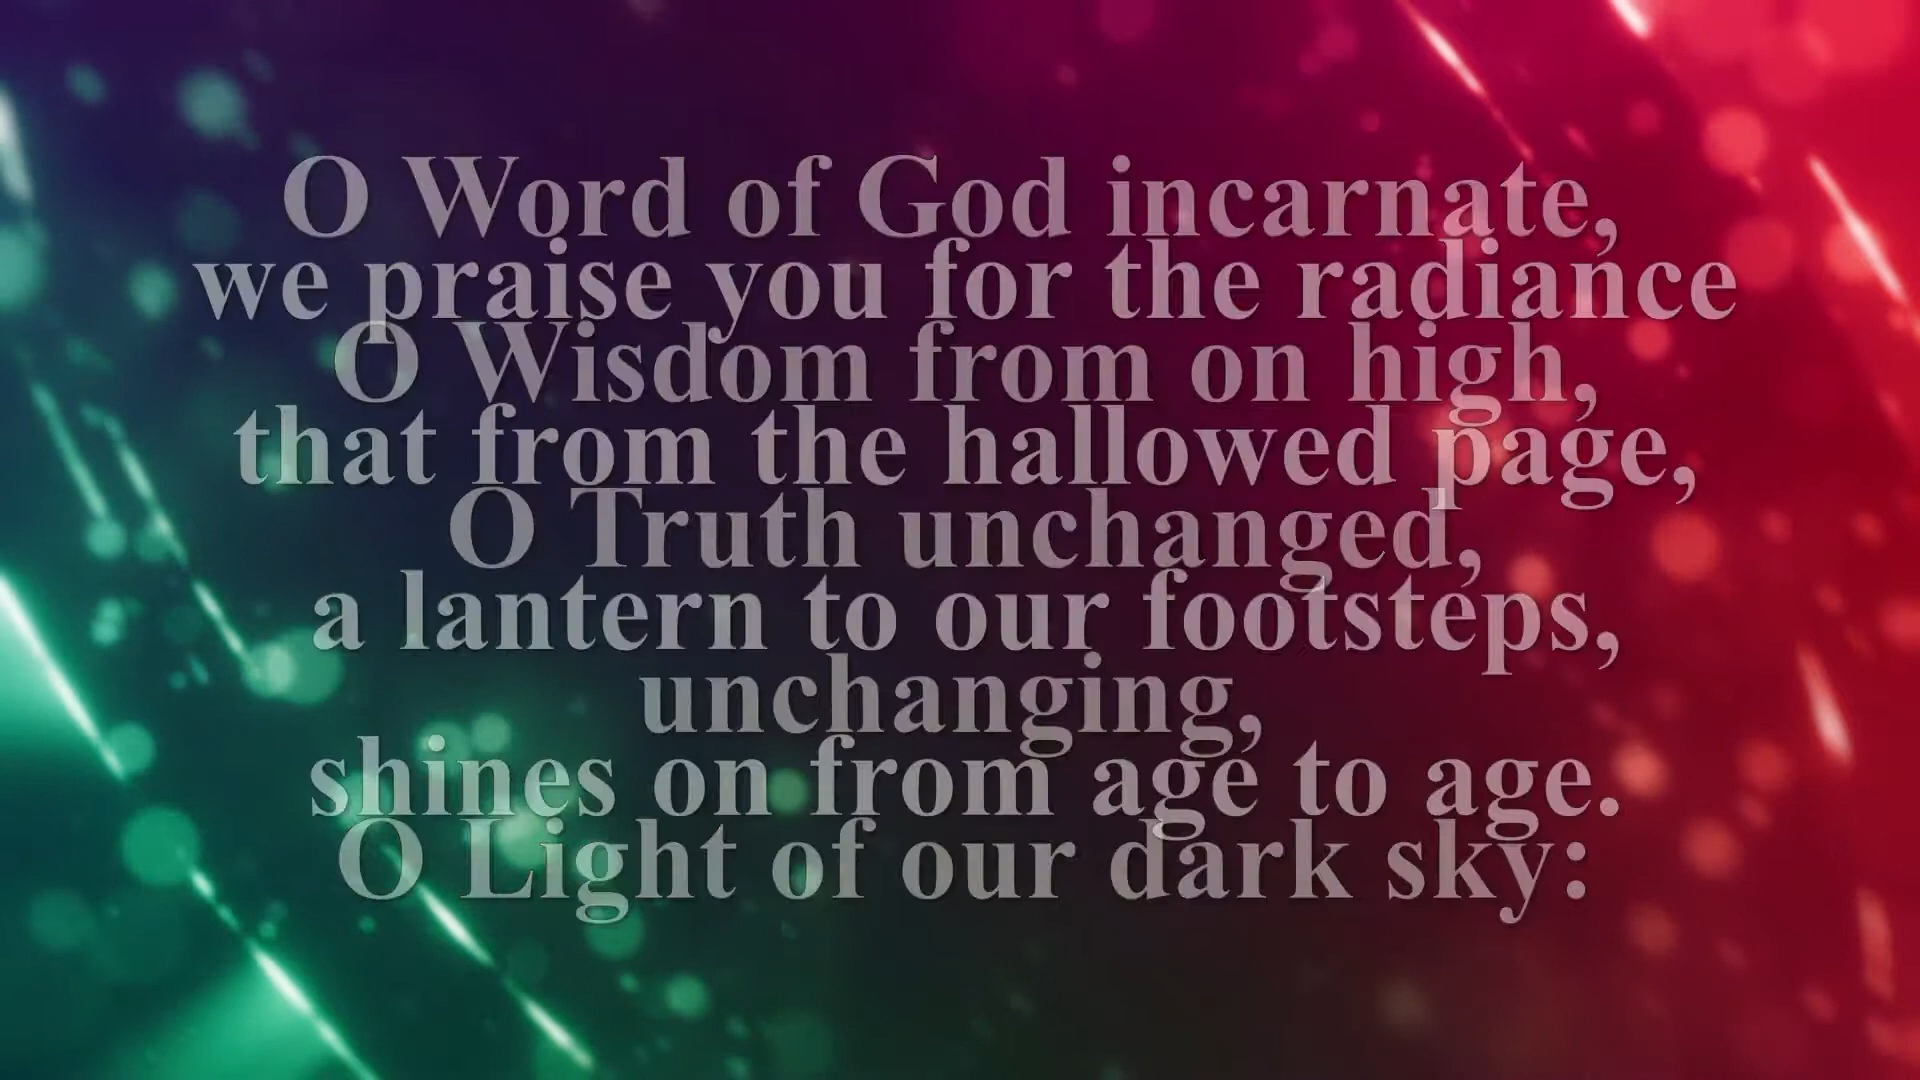 O Word of God incarnate,
we praise you for the radiance
O Wisdom from on high,
that from the hallowed page,
O Truth unchanged,
a lantern to our footsteps,
unchanging,
shines on from age to age.
O Light of our dark sky: